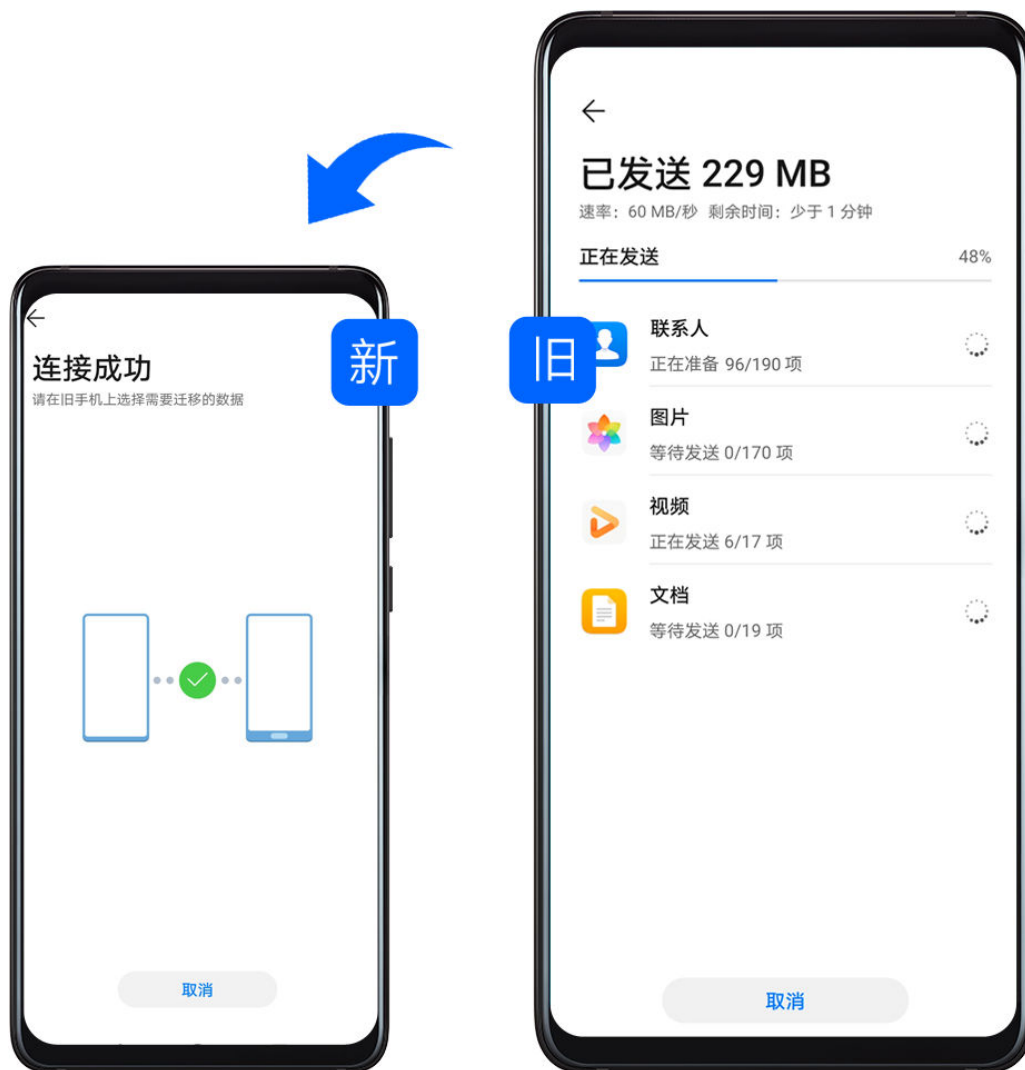 连接成功
请在旧手机上选择需要迁移的数据
取消
新
旧
已发送 229 MB
速率：60 MB/秒 剩余时间：少于 1 分钟
正在发送 48%
联系人
正在准备 96/190 项
图片
等待发送 0/170 项
视频
正在发送 6/17 项
文档
等待发送 0/19 项
取消